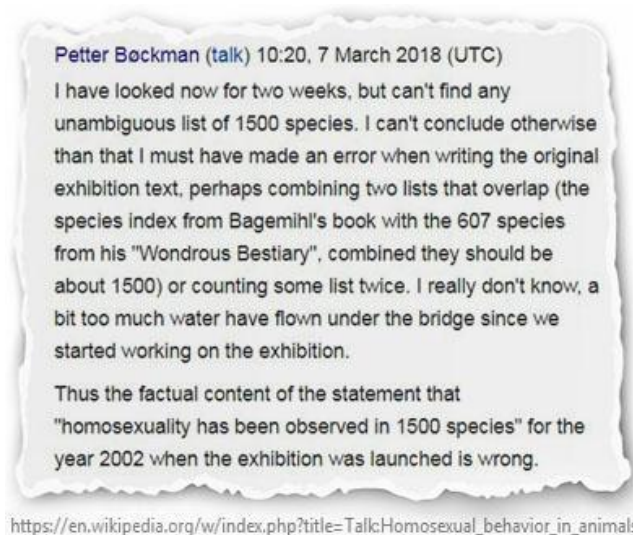 Petter Bøckman (talk) 10:20, 7 March 2018 (UTC)
I have looked now for two weeks, but can't find any
unambiguous list of 1500 species. I can't conclude otherwise
than that I must have made an error when writing the original
exhibition text, perhaps combining two lists that overlap (the
species index from Bagemihl's book with the 607 species
from his "Wondrous Bestiary", combined they should be
about 1500) or counting some list twice. I really don't know, a
bit too much water have flown under the bridge since we
started working on the exhibition.
Thus the factual content of the statement that
"homosexuality has been observed in 1500 species" for the
year 2002 when the exhibition was launched is wrong.
https://en.wikipedia.org/w/index.php?title=Talk:Homosexual_behavior_in_animals